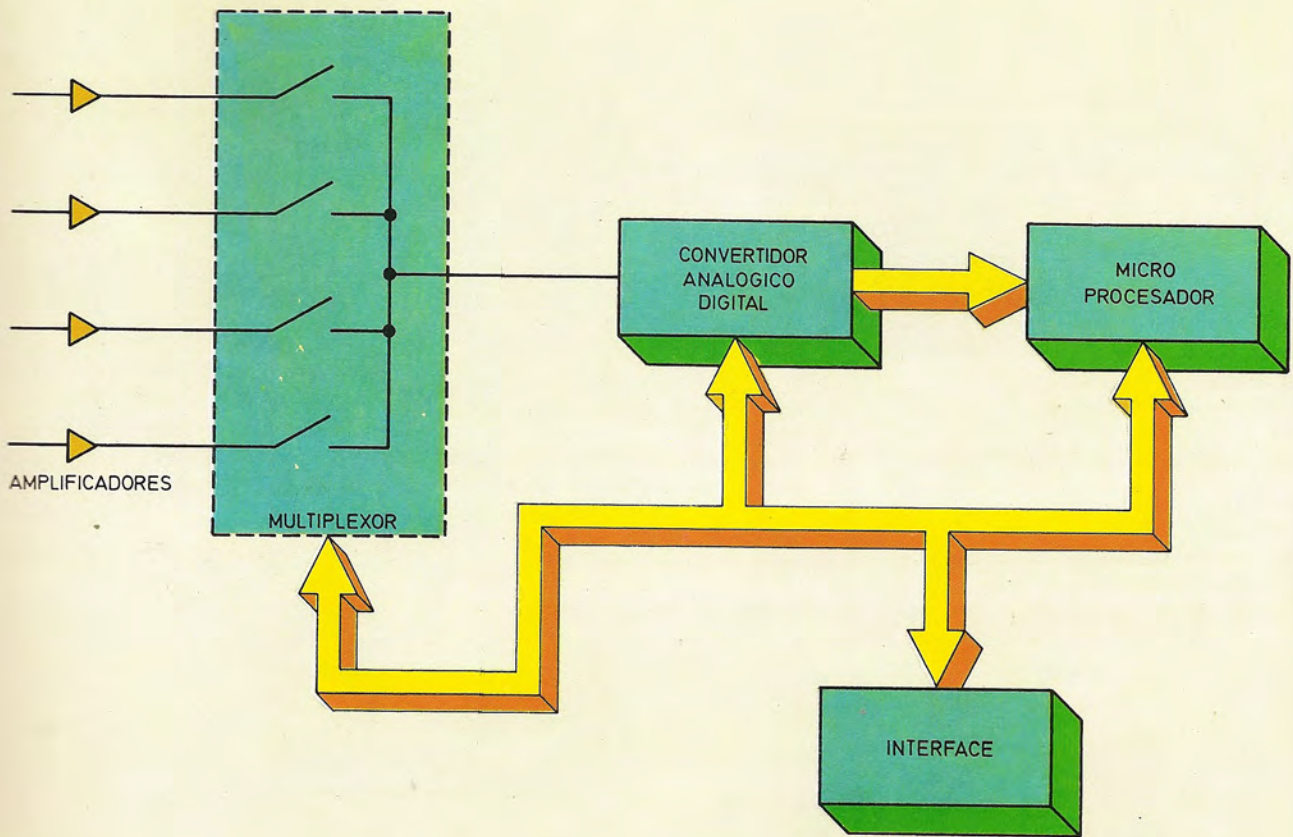 AMPLIFICADORES
MULTIPLEXOR
CONVERTIDOR
ANALOGICO
DIGITAL
MICRO
PROCESADOR
INTERFACE